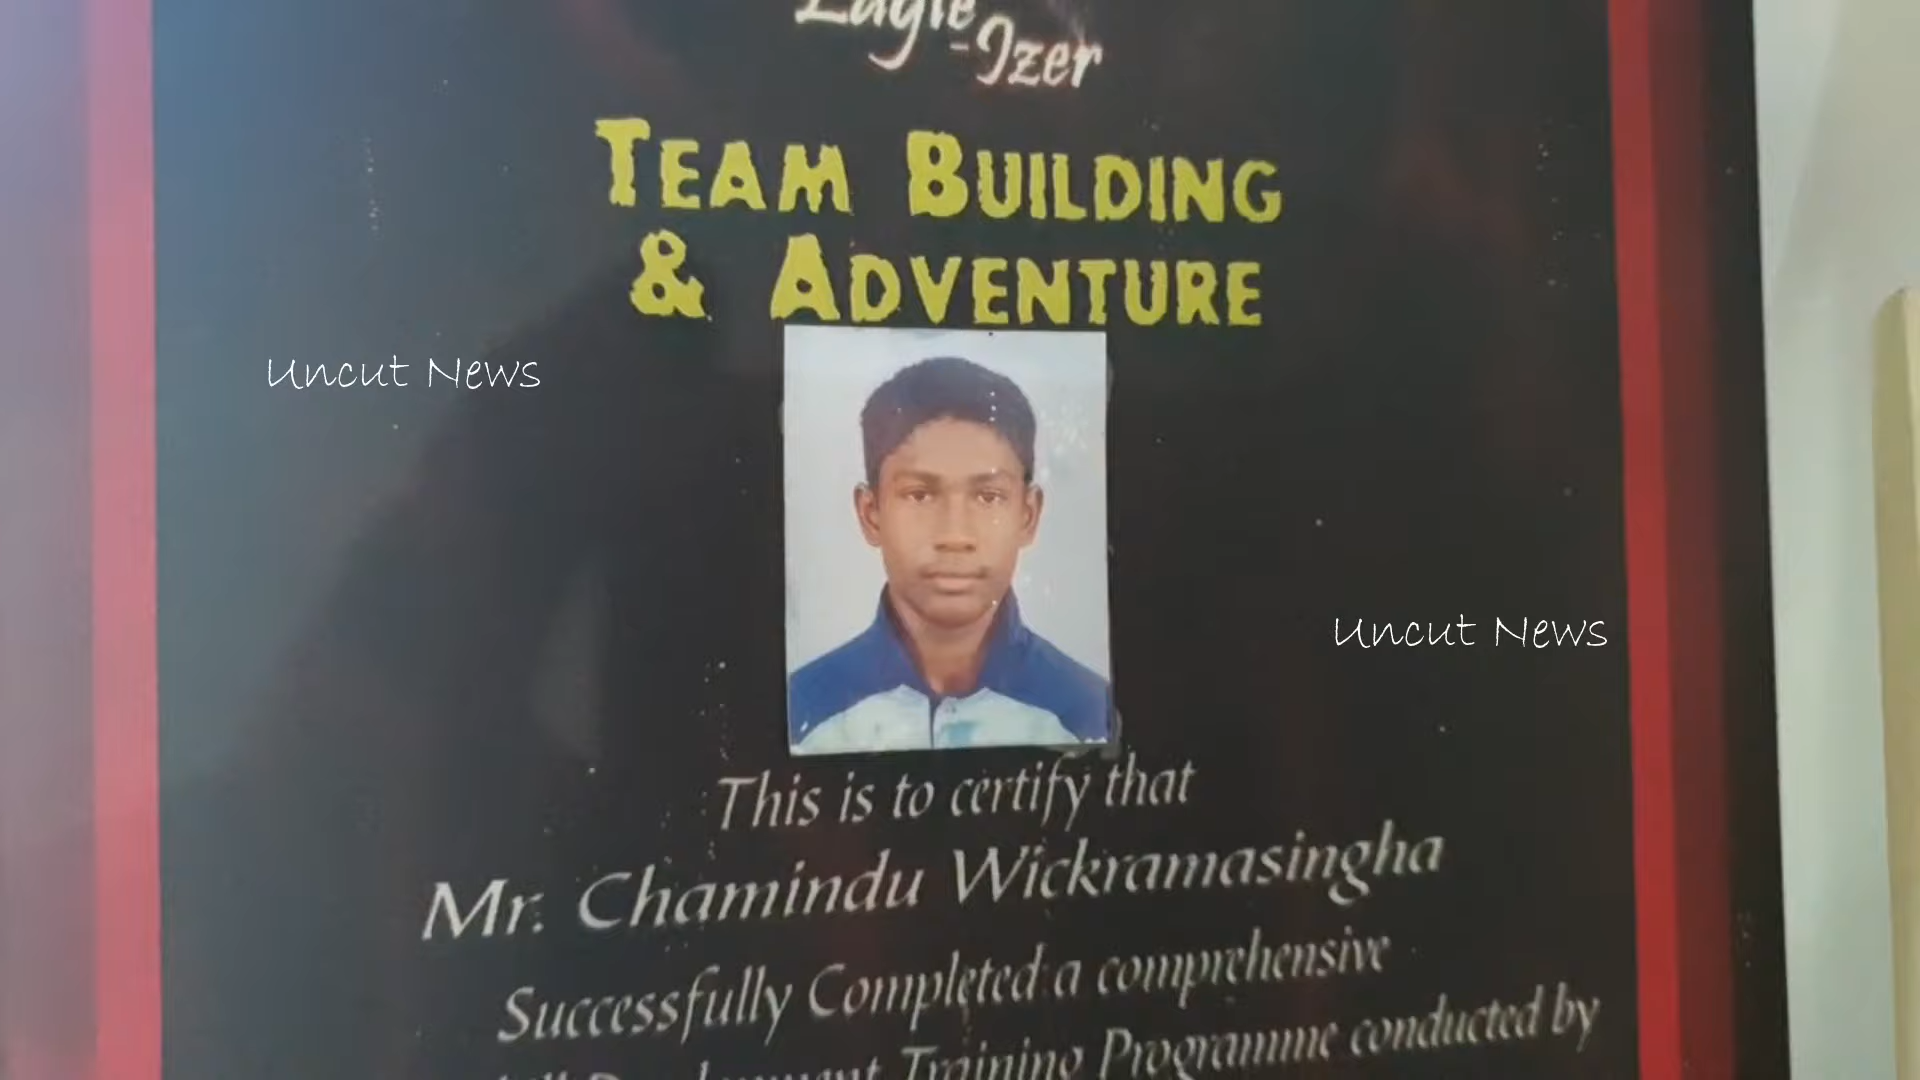 Eagle
-Izer
TEAM BUILDING
& ADVENTURE
Uncut News
Uncut News
This is to certify that
Mr. Chamindu Wickramasingha
Successfully Completed a comprehensive
Training Programme conducted by